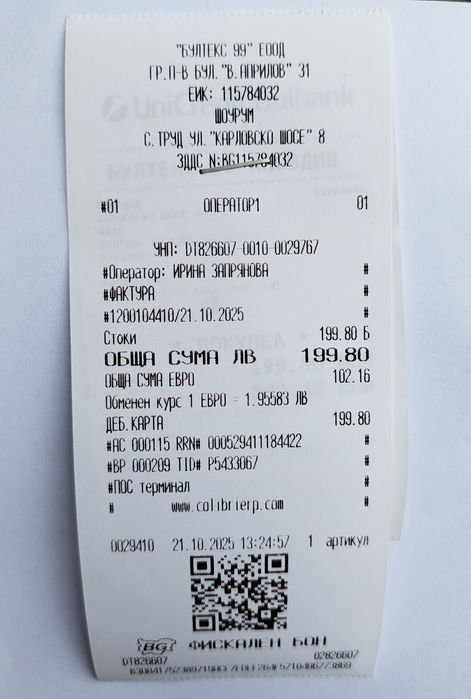 "БУЛТЕКС 99" ЕООД
ГР.П-В БУЛ."В.АПРИЛОВ" 31
ЕИК: 115784032
ШОУРУМ
С.ТРУД УЛ."КАРЛОВСКО ШОСЕ" 8
ЗДДС N:BG115784032
#01 ОПЕРАТОР1 01
УНП: DT826607-0010-0029767
#Оператор: ИРИНА ЗАПРЯНОВА #
#ФАКТУРА #
#1200104410/21.10.2025 #
Стоки 199.80 Б
ОБЩА СУМА ЛВ 199.80
ОБЩА СУМА ЕВРО 102.16
Обменен курс 1 ЕВРО = 1.95583 ЛВ
ДЕБ.КАРТА 199.80
#AC 000115 RRN# 000529411184422 #
#BP 000209 TID# P5433067 #
#ПОС терминал #
# www.colibrierp.com #
0029410 21.10.2025 13:24:57 1 артикул
BG ФИСКАЛЕН БОН
DT826607 02826607